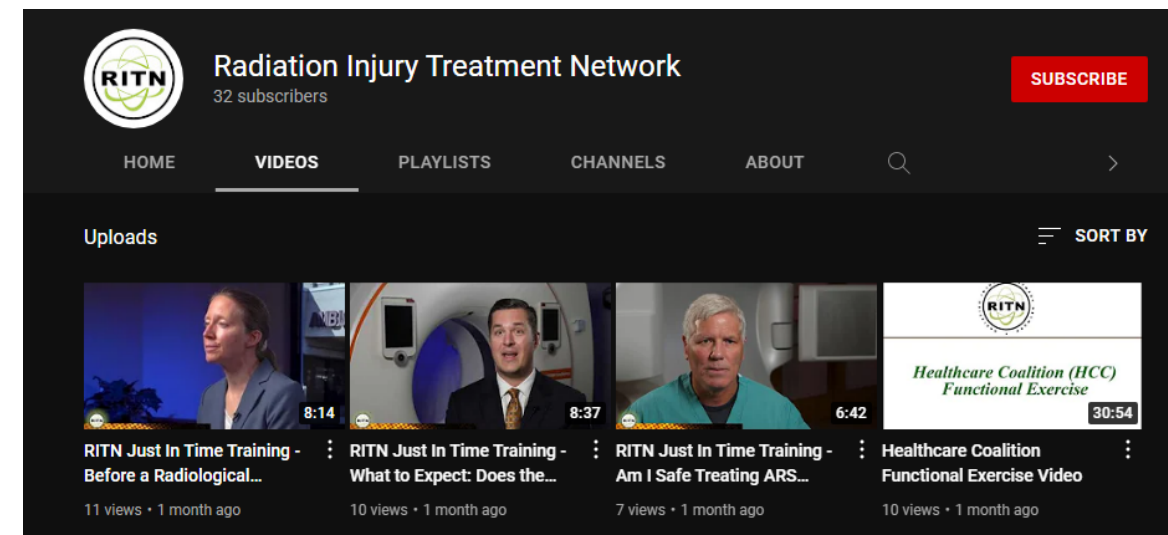 RITN
Radiation Injury Treatment Network
32 subscribers
SUBSCRIBE
HOME
VIDEOS
PLAYLISTS
CHANNELS
ABOUT
Uploads
SORT BY
8:14
RITN Just In Time Training -
Before a Radiological...
11 views • 1 month ago
8:37
RITN Just In Time Training -
What to Expect: Does the...
10 views • 1 month ago
6:42
RITN Just In Time Training -
Am I Safe Treating ARS...
7 views • 1 month ago
RITN
Healthcare Coalition (HCC)
Functional Exercise
30:54
Healthcare Coalition
Functional Exercise Video
10 views • 1 month ago